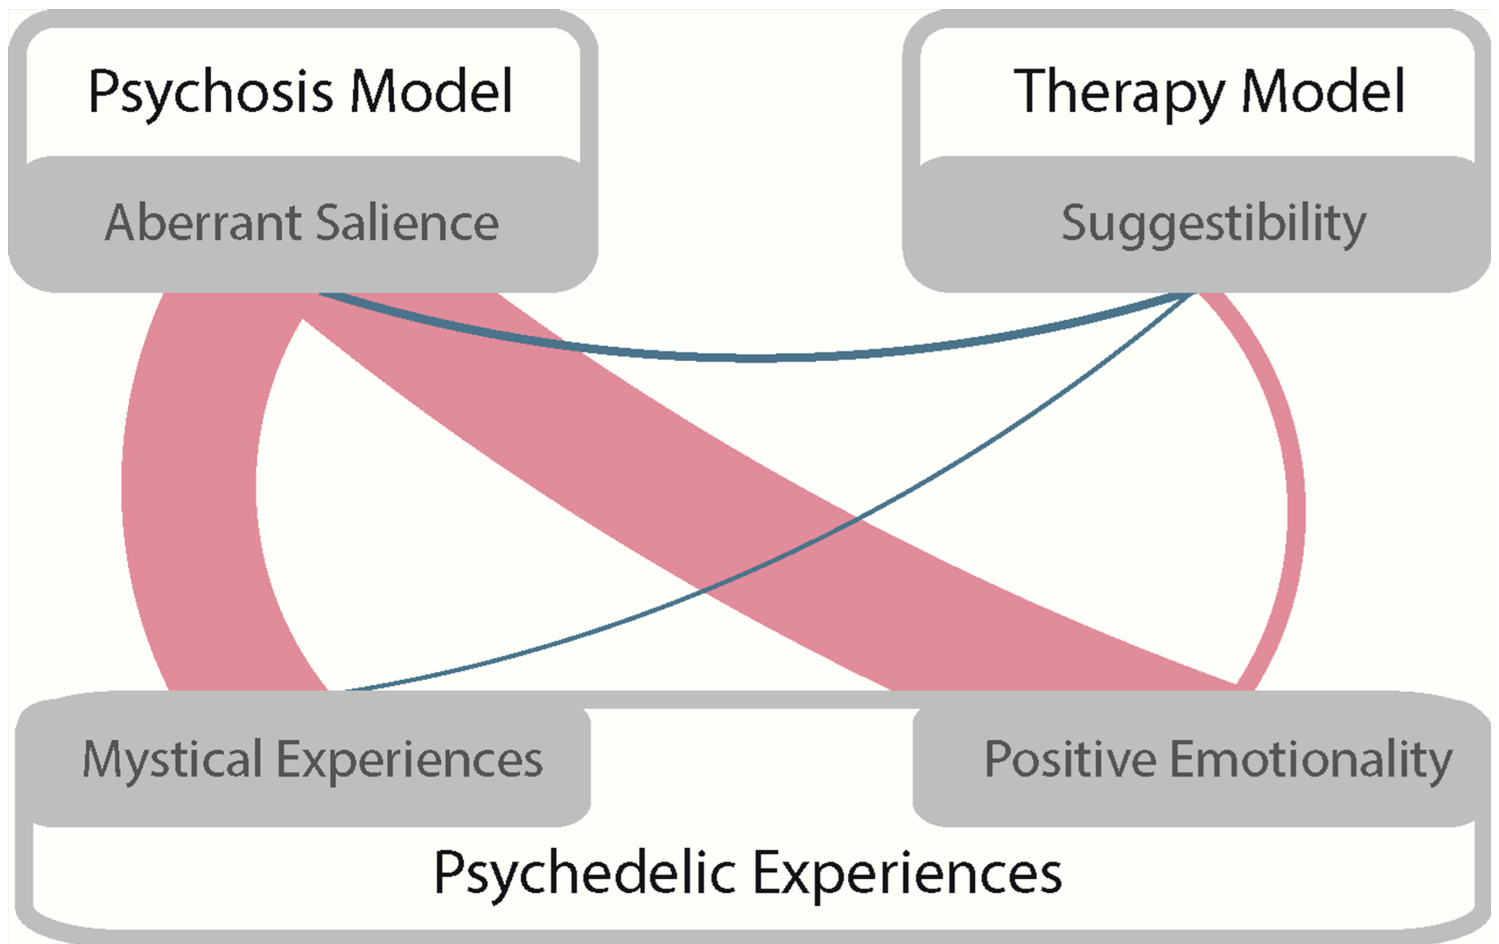 Psychosis Model
Therapy Model
Aberrant Salience
Suggestibility
Mystical Experiences
Positive Emotionality
Psychedelic Experiences